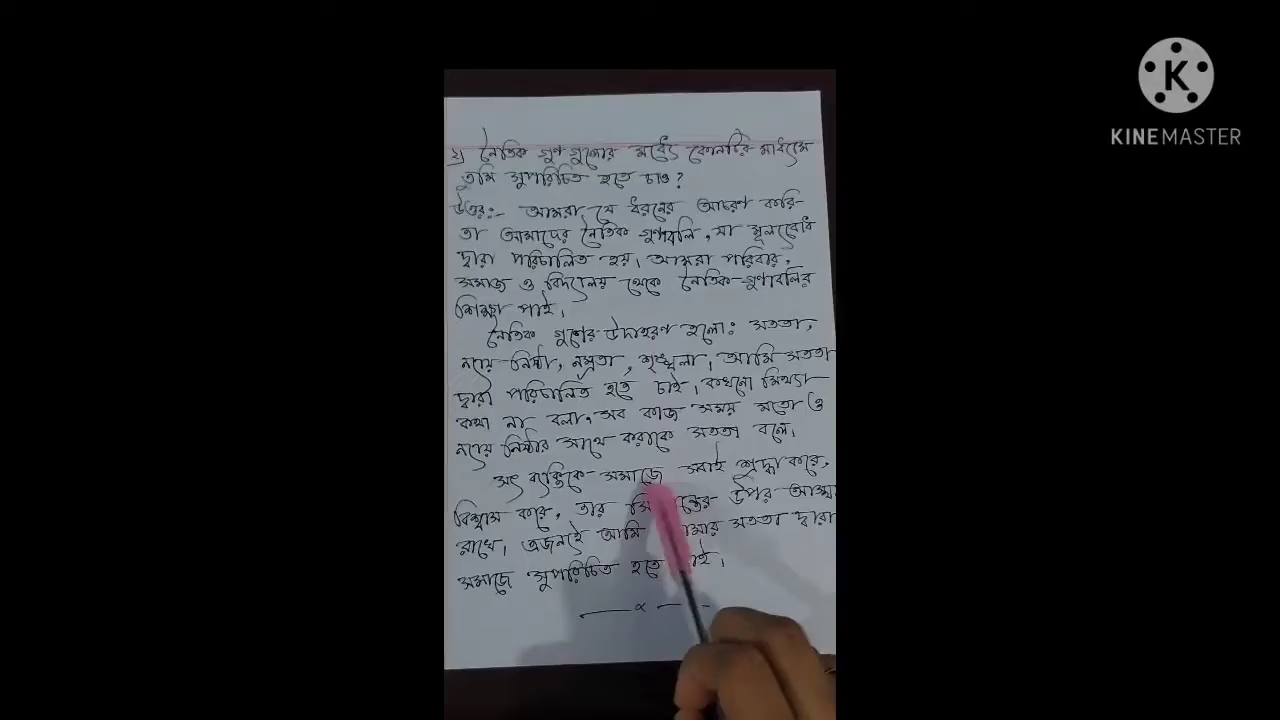 ২) নৈতিক গুণগুলোর মধ্যে কোনটির মাধ্যমে
তুমি সুপরিচিত হতে চাও?
উত্তর:- আমরা যে ধরনের আচরণ করি
তা আমাদের নৈতিক গুণাবলি, যা মূল্যবোধ
দ্বারা পরিচালিত হয়। আমরা পরিবার,
সমাজ ও বিদ্যালয় থেকে নৈতিক গুণাবলির
শিক্ষা পাই।
নৈতিক গুণের উদাহরণ হলো: সততা,
ন্যায় নিষ্ঠা, নম্রতা, শৃঙ্খলা। আমি সততা
দ্বারা পরিচালিত হতে চাই। কখনো মিথ্যা
কথা না বলা, সব কাজ সময় মতো ও
ন্যায় নিষ্ঠার সাথে করাকে সততা বলে।
সৎ ব্যক্তিকে সমাজে সবাই শ্রদ্ধা করে,
বিশ্বাস করে, তার উপর আস্থা
রাখে। এজন্যই আমি সততা দ্বারা
সমাজে সুপরিচিত হতে
KINEMASTER